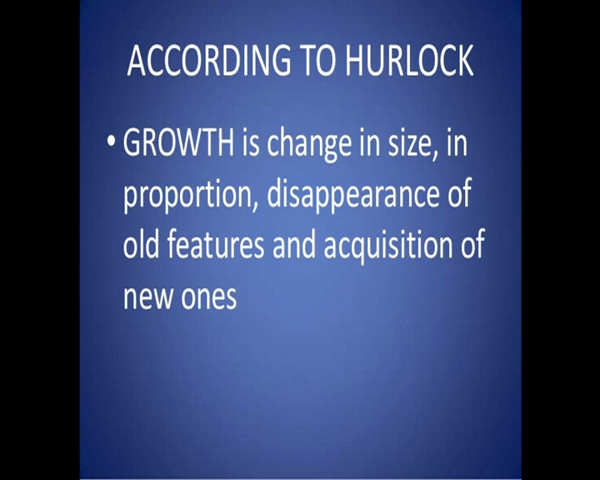 ACCORDING TO HURLOCK
• GROWTH is change in size, in
proportion, disappearance of
old features and acquisition of
new ones